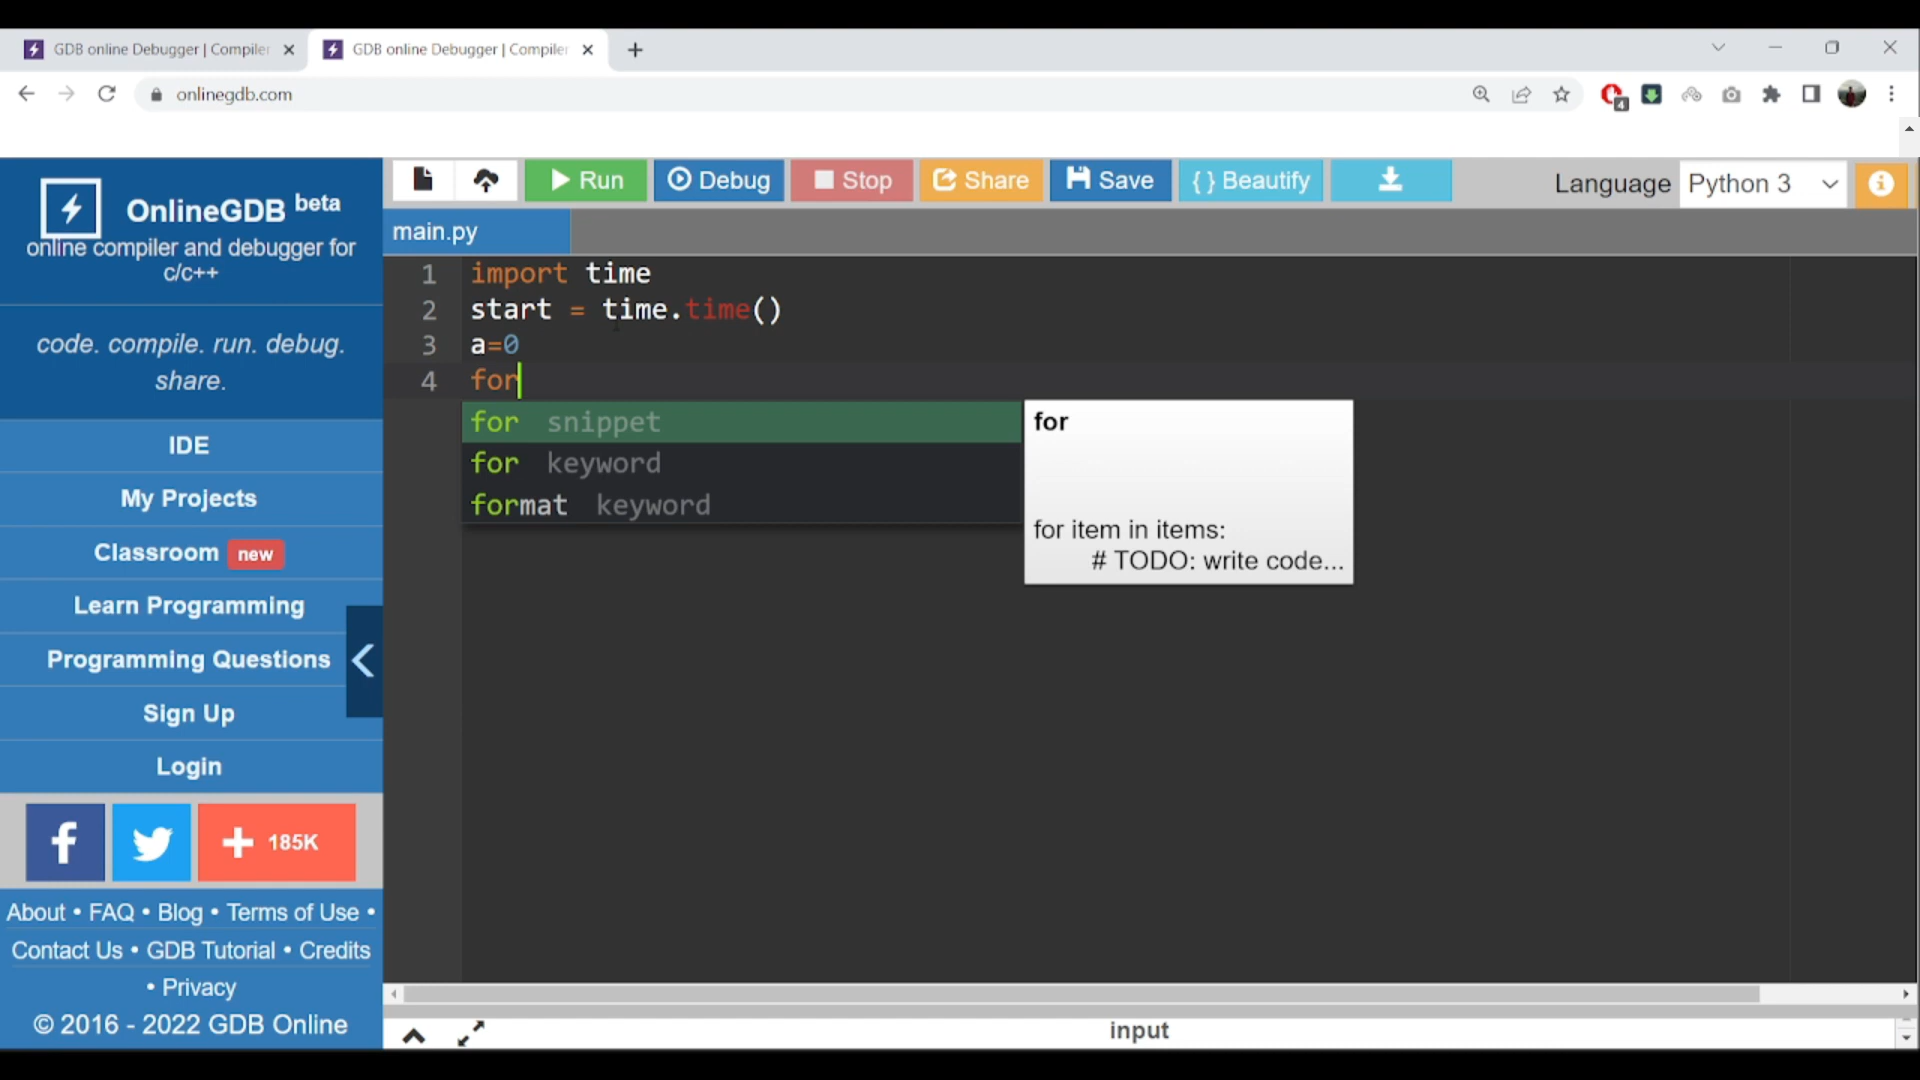 GDB online Debugger | Compiler
GDB online Debugger | Compiler
onlinegdb.com
4
OnlineGDB beta
online compiler and debugger for
c/c++
code. compile. run. debug.
share.
IDE
My Projects
Classroom new
Learn Programming
Programming Questions
Sign Up
Login
f
185K
About • FAQ • Blog • Terms of Use •
Contact Us • GDB Tutorial • Credits
• Privacy
© 2016 - 2022 GDB Online
Run
Debug
Stop
Share
Save
{ } Beautify
Language Python 3
main.py
1 import time
2 start = time.time()
3 a=0
4 for
for snippet
for keyword
format keyword
for
for item in items:
# TODO: write code...
input